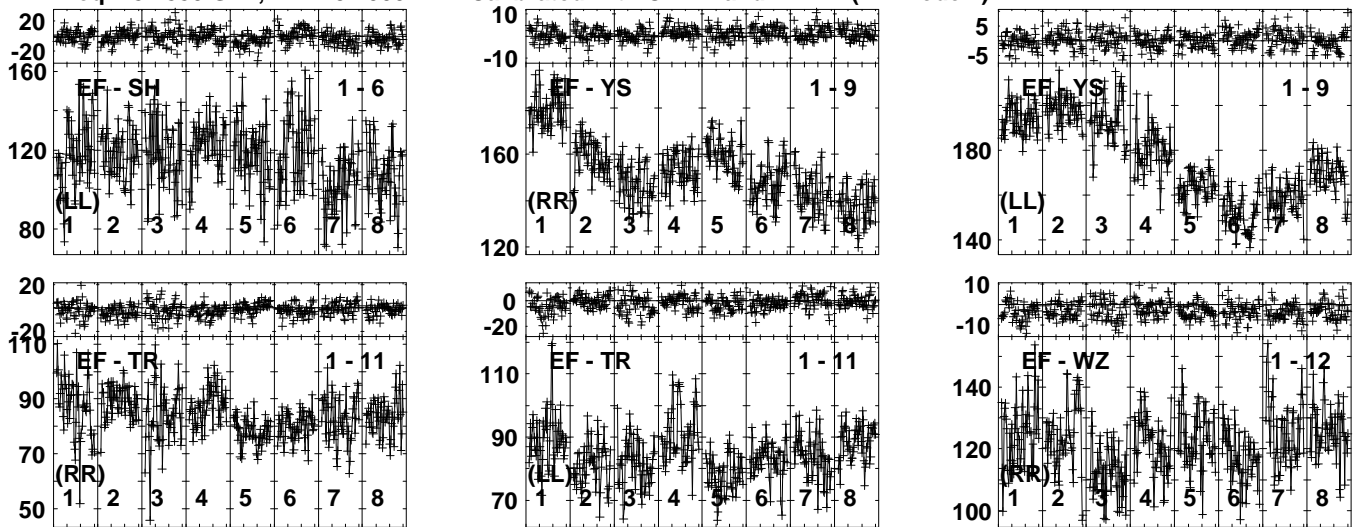 20
-20
160
120
80
EF - SH
1 - 6
(LL)
1 2 3 4 5 6 7 8
10
-10
160
120
EF - YS
1 - 9
(RR)
1 2 3 4 5 6 7 8
5
-5
180
140
EF - YS
1 - 9
(LL)
1 2 3 4 5 6 7 8
20
-20
110
90
70
50
EF - TR
1 - 11
(RR)
1 2 3 4 5 6 7 8
0
-20
110
90
70
EF - TR
1 - 11
(LL)
1 2 3 4 5 6 7 8
10
-10
140
120
100
EF - WZ
1 - 12
(RR)
1 2 3 4 5 6 7 8